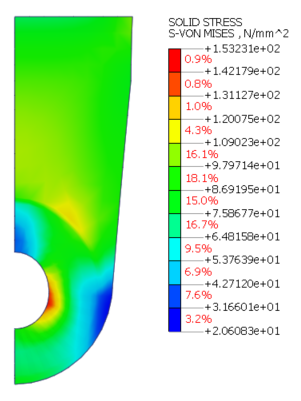 SOLID STRESS
S-VON MISES , N/mm^2
+1.53231e+02
0.9%
+1.42179e+02
0.8%
+1.31127e+02
1.0%
+1.20075e+02
4.3%
+1.09023e+02
16.1%
+9.79714e+01
18.1%
+8.69195e+01
15.0%
+7.58677e+01
16.7%
+6.48158e+01
9.5%
+5.37639e+01
6.9%
+4.27120e+01
7.6%
+3.16601e+01
3.2%
+2.06083e+01